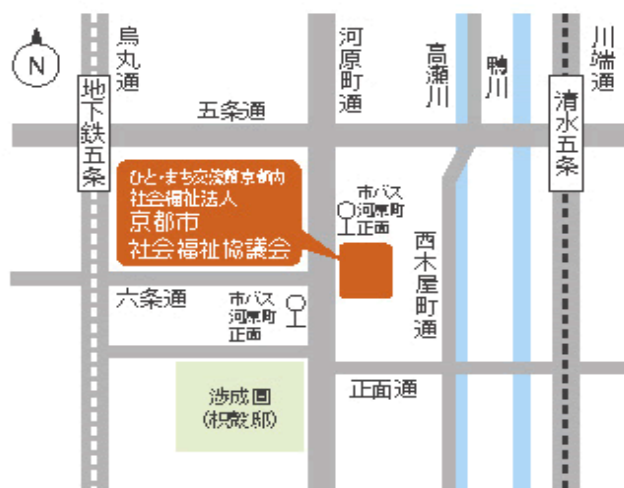 N
烏丸通
河原町通
高瀬川
鴨川
川端通
地下鉄五条
五条通
清水五条
ひと・まち交流館京都内
社会福祉法人
京都市
社会福祉協議会
市バス
河原町
正面
西木屋町通
六条通
市バス
河原町
正面
正面通
渉成園
(枳殻邸)